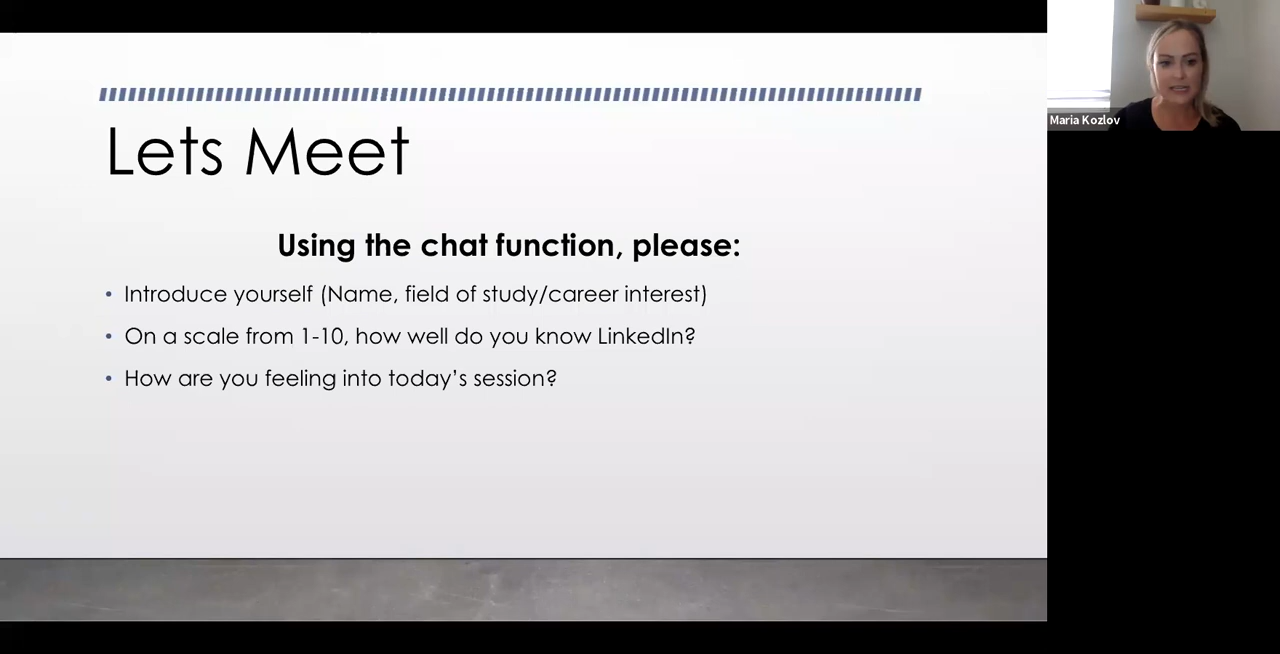 Lets Meet
Using the chat function, please:
• Introduce yourself (Name, field of study/career interest)
• On a scale from 1-10, how well do you know LinkedIn?
• How are you feeling into today’s session?
Maria Kozlov